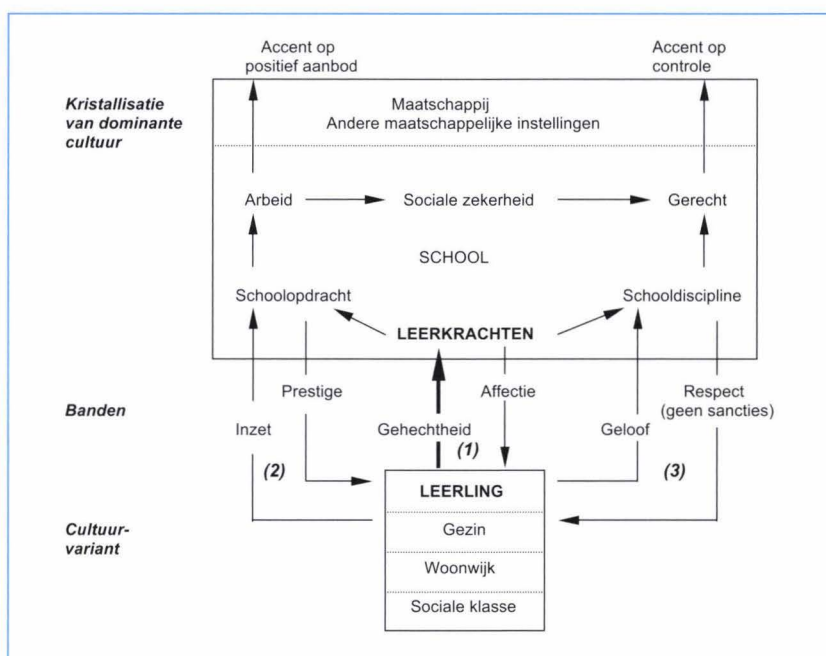 Accent op
positief aanbod
Accent op
controle
Kristallisatie
van dominante
cultuur
Maatschappij
Andere maatschappelijke instellingen
Arbeid
Sociale zekerheid
Gerecht
SCHOOL
Schoolopdracht
Schooldiscipline
LEERKRACHTEN
Prestige
Affectie
Respect
(geen sancties)
Banden
Inzet
Gehechtheid
Geloof
(1)
(2)
(3)
LEERLING
Cultuur-
variant
Gezin
Woonwijk
Sociale klasse